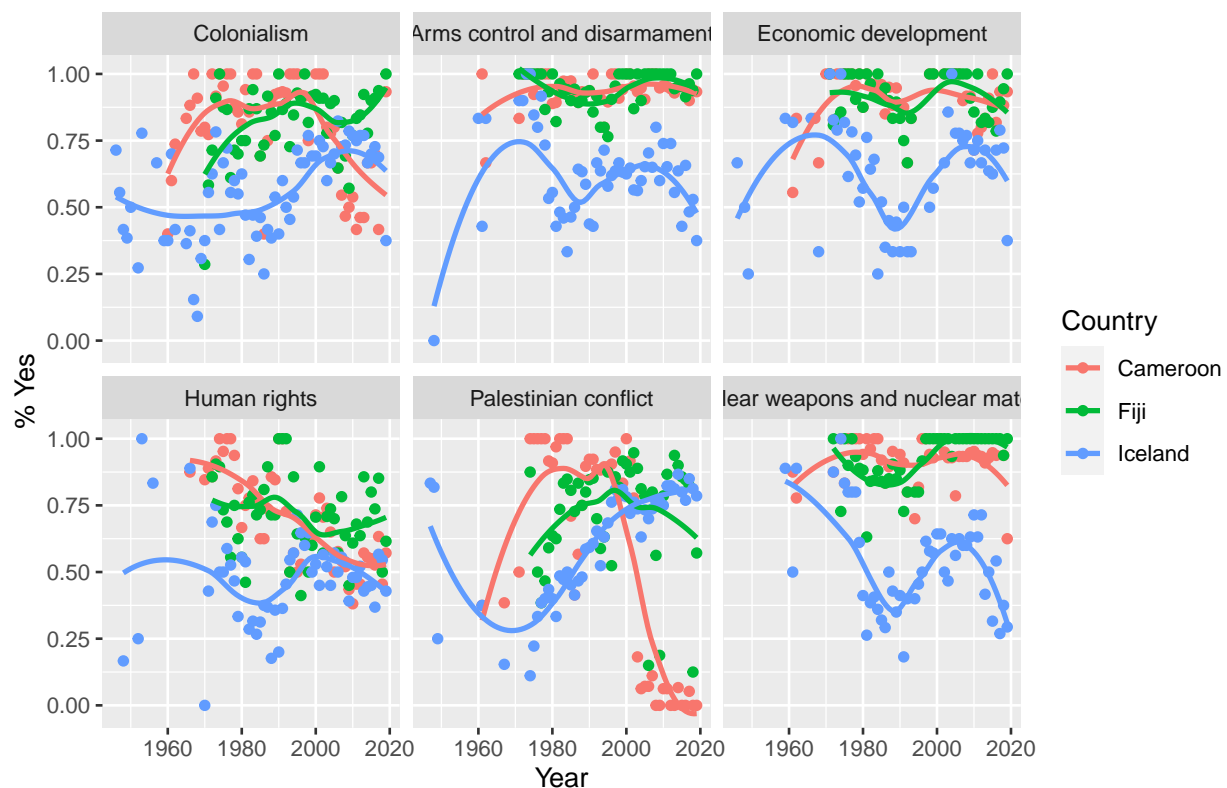 Colonialism
Arms control and disarmament
Economic development
1.00
0.75
0.50
0.25
0.00
% Yes
Human rights
Palestinian conflict
lear weapons and nuclear mate
1.00
0.75
0.50
0.25
0.00
1960 1980 2000 2020
1960 1980 2000 2020
1960 1980 2000 2020
Year
Country
Cameroon
Fiji
Iceland